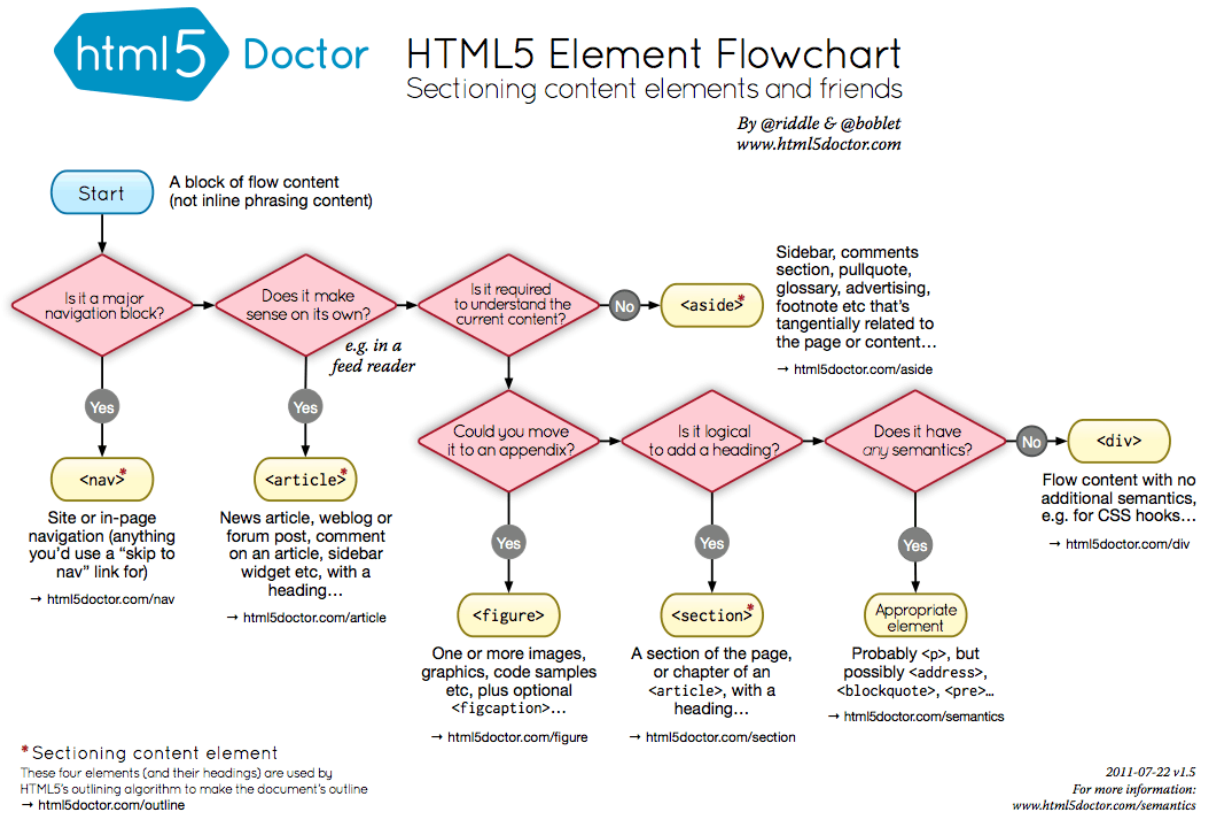 html5 Doctor
HTML5 Element Flowchart
Sectioning content elements and friends
By @riddle & @boblet
www.html5doctor.com
Start
A block of flow content
(not inline phrasing content)
Is it a major
navigation block?
Does it make
sense on its own?
e.g. in a
feed reader
Is it required
to understand the
current content?
No
<aside>*
Sidebar, comments
section, pullquote,
glossary, advertising,
footnote etc that's
tangentially related to
the page or content…
→ html5doctor.com/aside
Yes
<nav>*
Site or in-page
navigation (anything
you'd use a “skip to
nav” link for)
→ html5doctor.com/nav
Yes
<article>*
News article, weblog or
forum post, comment
on an article, sidebar
widget etc, with a
heading…
→ html5doctor.com/article
Could you move
it to an appendix?
Is it logical
to add a heading?
Does it have
any semantics?
No
<div>
Flow content with no
additional semantics,
e.g. for CSS hooks…
→ html5doctor.com/div
Yes
<figure>
One or more images,
graphics, code samples
etc, plus optional
<figcaption>…
→ html5doctor.com/figure
Yes
<section>*
A section of the page,
or chapter of an
<article>, with a
heading…
→ html5doctor.com/section
Yes
Appropriate
element
Probably <p>, but
possibly <address>,
<blockquote>, <pre>…
→ html5doctor.com/semantics
* Sectioning content element
These four elements (and their headings) are used by
HTML5's outlining algorithm to make the document's outline
→ html5doctor.com/outline
2011-07-22 v1.5
For more information:
www.html5doctor.com/semantics